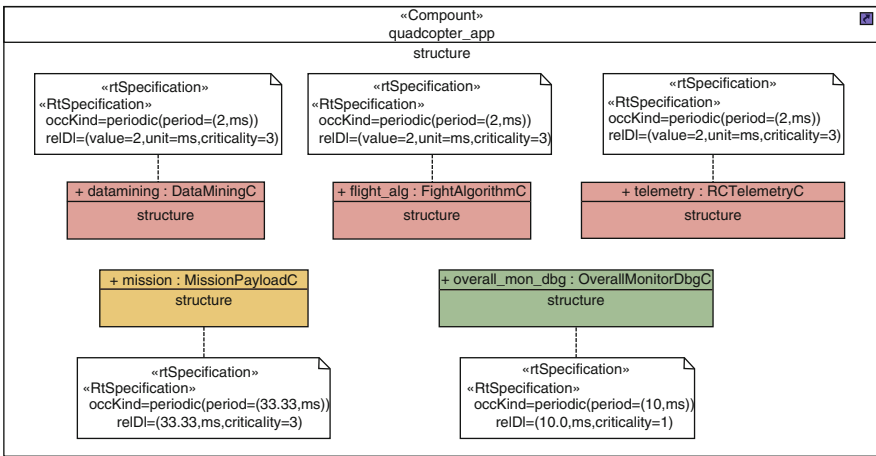 «Compount»
quadcopter_app
structure
«rtSpecification»
«RtSpecification»
occKind=periodic(period=(2,ms))
relDl=(value=2,unit=ms,criticality=3)
«rtSpecification»
«RtSpecification»
occKind=periodic(period=(2,ms))
relDl=(value=2,unit=ms,criticality=3)
«rtSpecification»
«RtSpecification»
occKind=periodic(period=(2,ms))
relDl=(value=2,unit=ms,criticality=3)
+ datamining : DataMiningC
structure
+ flight_alg : FightAlgorithmC
structure
+ telemetry : RCTelemetryC
structure
+ mission : MissionPayloadC
structure
+ overall_mon_dbg : OverallMonitorDbgC
structure
«rtSpecification»
«RtSpecification»
occKind=periodic(period=(33.33,ms))
relDl=(33.33,ms,criticality=3)
«rtSpecification»
«RtSpecification»
occKind=periodic(period=(10,ms))
relDl=(10.0,ms,criticality=1)